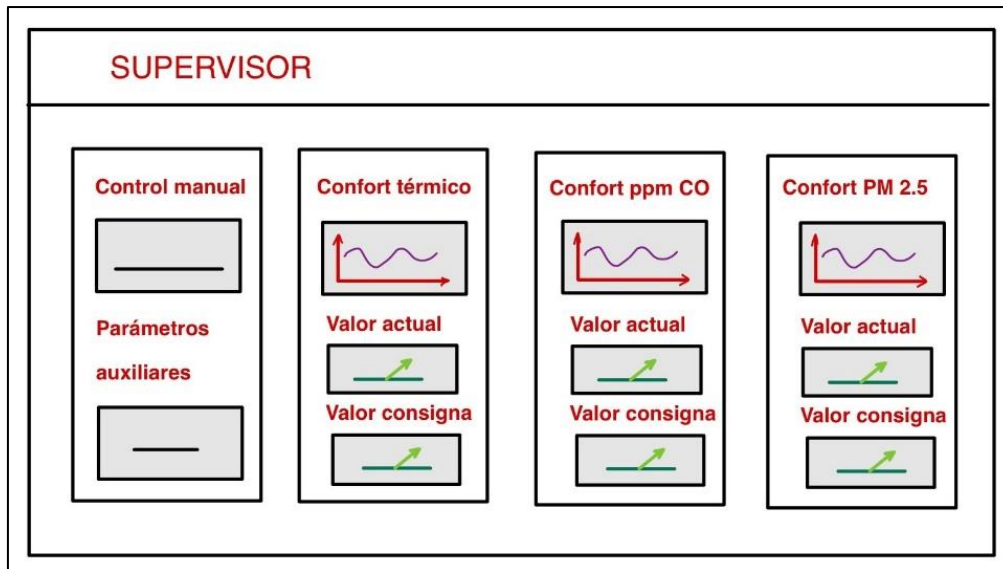 SUPERVISOR
Control manual
Parámetros
auxiliares
Confort térmico
Valor actual
Valor consigna
Confort ppm CO
Valor actual
Valor consigna
Confort PM 2.5
Valor actual
Valor consigna